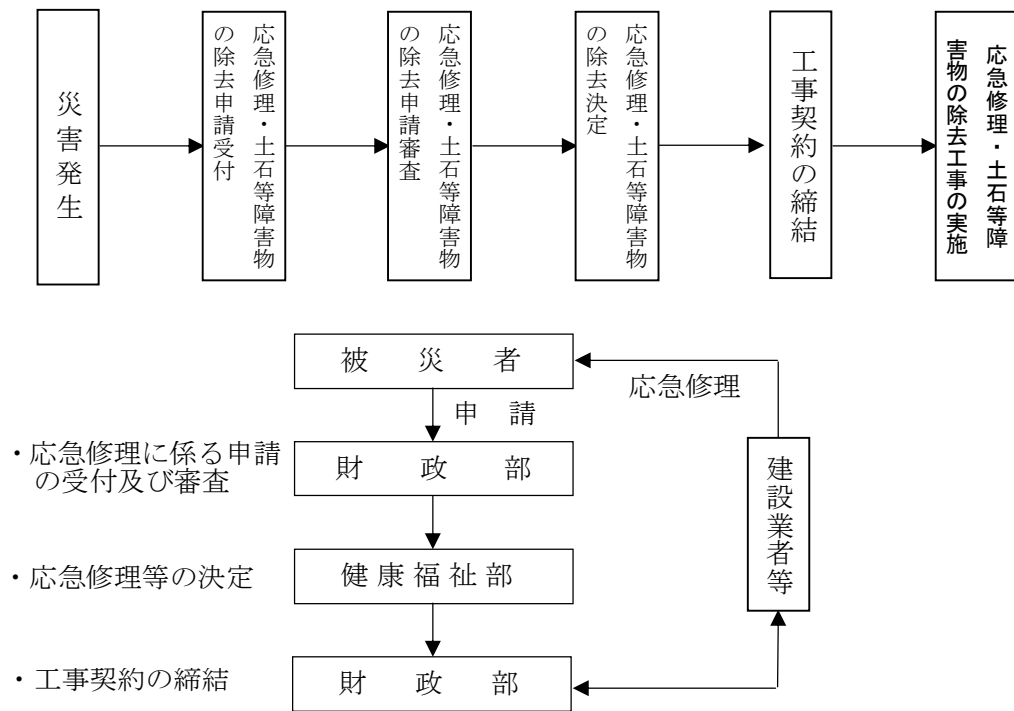 災害発生
応急修理・土石等障害物
の除去申請受付
応急修理・土石等障害物
の除去申請審査
応急修理・土石等障害物
の除去決定
工事契約の締結
応急修理・土石等障
害物の除去工事の実施
被災者
応急修理
申請
・応急修理に係る申請
の受付及び審査
財政部
建設業者等
・応急修理等の決定
健康福祉部
・工事契約の締結
財政部